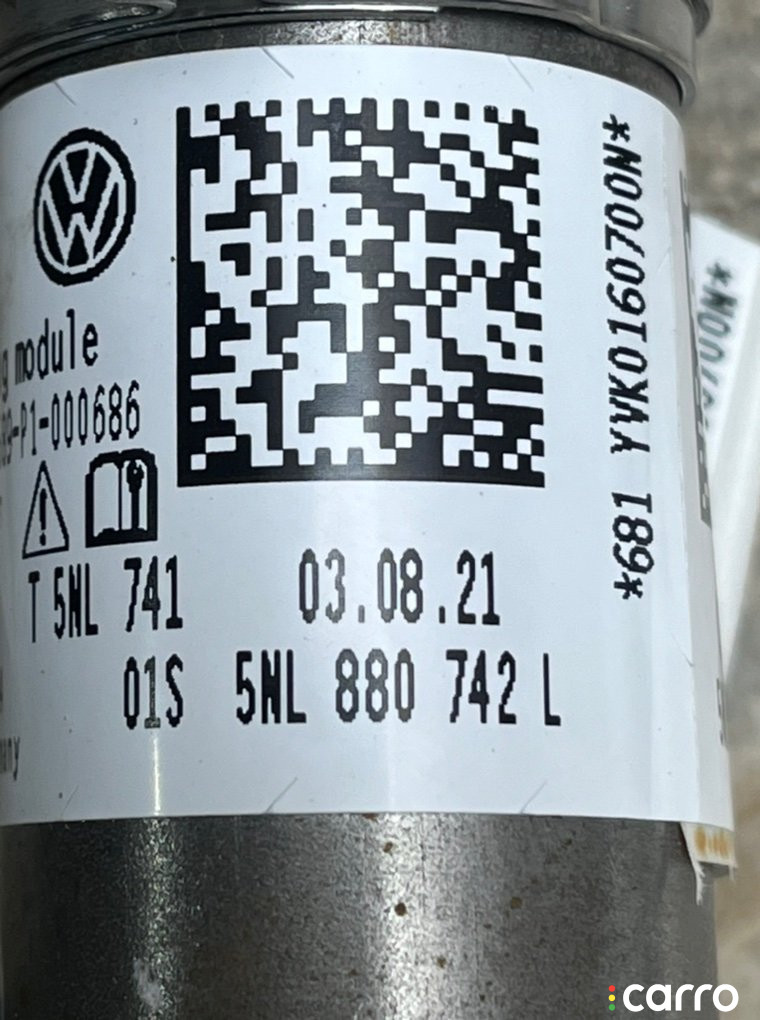 module
P1-000686
T 5NL 741 03.08.21
01S 5NL 880 742 L
*681 YVK0160700N*
carro